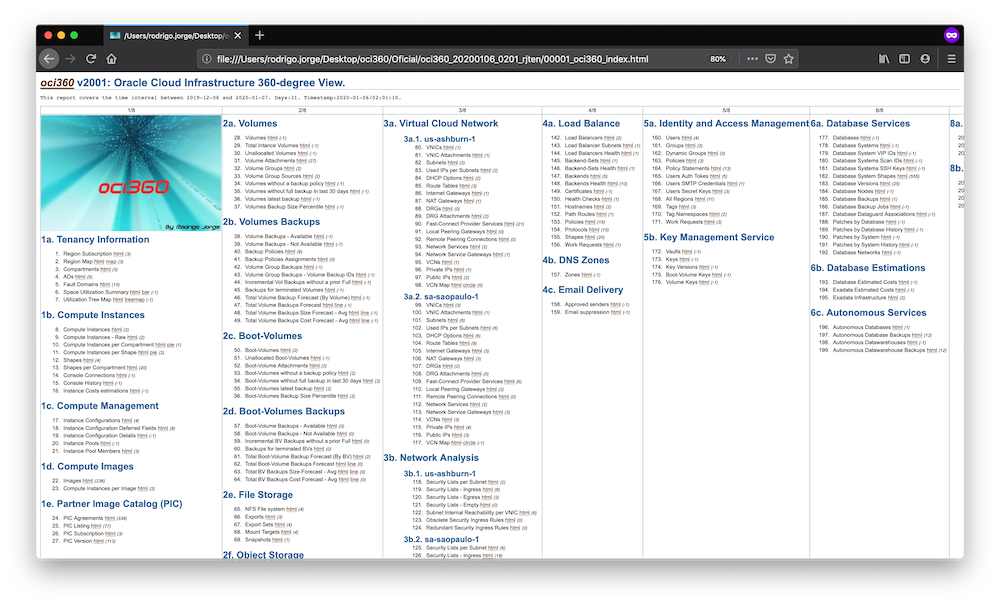 /Users/rodrigo.jorge/Desktop/o
file:///Users/rodrigo.jorge/Desktop/oci360/Oficial/oci360_20200106_0201_rjten/00001_oci360_index.html
80%
oci360 v2001: Oracle Cloud Infrastructure 360-degree View.
This report covers the time interval between 2019-12-06 and 2020-01-07. Days:31. Timestamp:2020-01-06/02:01:10.
1/8
oci360
By Rodrigo Jorge
1a. Tenancy Information
1. Region Subscription html (3)
2. Region Map html map (3)
3. Compartments html (5)
4. ADs html (5)
5. Fault Domains html (15)
6. Space Utilization Summary html bar (-1)
7. Utilization Tree Map html treemap (-1)
1b. Compute Instances
8. Compute Instances html (2)
9. Compute Instances - Raw html (2)
10. Compute Instances per Compartment html pie (1)
11. Compute Instances per Shape html pie (2)
12. Shapes html (4)
13. Shapes per Compartment html (20)
14. Console Connections html (-1)
15. Console History html (-1)
16. Instance Costs estimations html (-1)
1c. Compute Management
17. Instance Configurations html (4)
18. Instance Configuration Deferred Fields html (8)
19. Instance Configuration Details html (-1)
20. Instance Pools html (-1)
21. Instance Pool Members html (3)
1d. Compute Images
22. Images html (336)
23. Compute Instances per Image html (3)
1e. Partner Image Catalog (PIC)
24. PIC Agreements html (339)
25. PIC Listing html (77)
26. PIC Subscription html (3)
27. PIC Version html (113)
2/8
2a. Volumes
28. Volumes html (-1)
29. Total Intance Volumes html (-1)
30. Unallocated Volumes html (-1)
31. Volume Attachments html (37)
32. Volume Groups html (2)
33. Volume Group Sources html (2)
34. Volumes without a backup policy html (-1)
35. Volumes without full backup in last 30 days html (-1)
36. Volumes latest backup html (-1)
37. Volumes Backup Size Percentile html (-1)
2b. Volumes Backups
38. Volume Backups - Available html (-1)
39. Volume Backups - Not Available html (-1)
40. Backup Policies html (9)
41. Backup Policies Assignments html (0)
42. Volume Group Backups html (-1)
43. Volume Group Backups - Volume Backup IDs html (-1)
44. Incremental Vol Backups without a prior Full html (-1)
45. Backups for terminated Volumes html (-1)
46. Total Volume Backup Forecast (By Volume) html (-1)
47. Total Volume Backups Forecast html line (-1)
48. Total Volume Backups Size Forecast - Avg html line (-1)
49. Total Volume Backups Cost Forecast - Avg html line (-1)
2c. Boot-Volumes
50. Boot-Volumes html (2)
51. Unallocated Boot-Volumes html (-1)
52. Boot-Volume Attachments html (2)
53. Boot-Volumes without a backup policy html (2)
54. Boot-Volumes without full backup in last 30 days html (2)
55. Boot-Volumes latest backup html (2)
56. Boot-Volumes Backup Size Percentile html (2)
2d. Boot-Volumes Backups
57. Boot-Volume Backups - Available html (0)
58. Boot-Volume Backups - Not Available html (0)
59. Incremental BV Backups without a prior Full html (0)
60. Backups for terminated BVs html (0)
61. Total Boot-Volume Backup Forecast (By BV) html (2)
62. Total Boot-Volume Backups Forecast html line (0)
63. Total BV Backups Size Forecast - Avg html line (0)
64. Total BV Backups Cost Forecast - Avg html line (0)
2e. File Storage
65. NFS File system html (4)
66. Exports html (3)
67. Export Sets html (4)
68. Mount Targets html (4)
69. Snapshots html (1)
2f. Object Storage
3/8
3a. Virtual Cloud Network
3a.1. us-ashburn-1
80. VNICs html (1)
81. VNIC Attachments html (1)
82. Subnets html (3)
83. Used IPs per Subnets html (2)
84. DHCP Options html (2)
85. Route Tables html (3)
86. Internet Gateways html (1)
87. NAT Gateways html (1)
88. DRGs html (0)
89. DRG Attachments html (0)
90. Fast-Connect Provider Services html (21)
91. Local Peering Gateways html (0)
92. Remote Peering Connections html (0)
93. Network Services html (2)
94. Network Service Gateways html (1)
95. VCNs html (1)
96. Private IPs html (1)
97. Public IPs html (2)
98. VCN Map html circle (5)
3a.2. sa-saopaulo-1
99. VNICs html (3)
100. VNIC Attachments html (1)
101. Subnets html (8)
102. Used IPs per Subnets html (8)
103. DHCP Options html (6)
104. Route Tables html (9)
105. Internet Gateways html (3)
106. NAT Gateways html (3)
107. DRGs html (2)
108. DRG Attachments html (0)
109. Fast-Connect Provider Services html (6)
110. Local Peering Gateways html (2)
111. Remote Peering Connections html (0)
112. Network Services html (2)
113. Network Service Gateways html (3)
114. VCNs html (3)
115. Private IPs html (4)
116. Public IPs html (3)
117. VCN Map html circle (-1)
3b. Network Analysis
3b.1. us-ashburn-1
118. Security Lists per Subnet html (2)
119. Security Lists - Ingress html (6)
120. Security Lists - Egress html (3)
121. Security Lists - Empty html (0)
122. Subnet Internal Reachability per VNIC html (6)
123. Obsolete Security Ingress Rules html (0)
124. Redundant Security Ingress Rules html (0)
3b.2. sa-saopaulo-1
125. Security Lists per Subnet html (6)
126. Security Lists - Ingress html (18)
4/8
4a. Load Balance
142. Load Balancers html (2)
143. Load Balancer Subnets html (1)
144. Load Balancers Health html (1)
145. Backend-Sets html (-1)
146. Backend-Sets Health html (-1)
147. Backends html (5)
148. Backends Health html (10)
149. Certificates html (-1)
150. Health Checks html (1)
151. Hostnames html (2)
152. Path Routes html (1)
153. Policies html (15)
154. Protocols html (15)
155. Shapes html (20)
156. Work Requests html (1)
4b. DNS Zones
157. Zones html (-1)
4c. Email Delivery
158. Approved senders html (-1)
159. Email suppression html (-1)
5/8
5a. Identity and Access Management
160. Users html (4)
161. Groups html (3)
162. Dynamic Groups html (3)
163. Policies html (3)
164. Policy Statements html (13)
165. Users Auth Tokens html (5)
166. Users SMTP Credentials html (1)
167. Users Secret Keys html (2)
168. All Regions html (11)
169. Tags html (3)
170. Tag Namespaces html (2)
171. Work Requests html (3)
5b. Key Management Service
172. Vaults html (-1)
173. Keys html (-1)
174. Key Versions html (-1)
175. Boot-Volume Keys html (-1)
176. Volume Keys html (-1)
6/8
6a. Database Services
177. Databases html (-1)
178. Database Systems html (-1)
179. Database System VIP IDs html (-1)
180. Database Systems Scan IDs html (-1)
181. Database Systems SSH Keys html (-1)
182. Database System Shapes html (555)
183. Database Versions html (25)
184. Database Nodes html (-1)
185. Database Backups html (-1)
186. Database Backup Jobs html (-1)
187. Database Dataguard Associations html (-1)
188. Patches by Database html (-1)
189. Patches by Database History html (-1)
190. Patches by System html (-1)
191. Patches by System History html (-1)
192. Database Networks html (-1)
6b. Database Estimations
193. Database Estimated Costs html (-1)
194. Exadata Estimated Costs html (-1)
195. Exadata Infrastructure html (2)
6c. Autonomous Services
196. Autonomous Databases html (1)
197. Autonomous Databases Backups html (12)
198. Autonomous Datawarehouses html (-1)
199. Autonomous Datawarehouse Backups html (12)
8a.
8b.